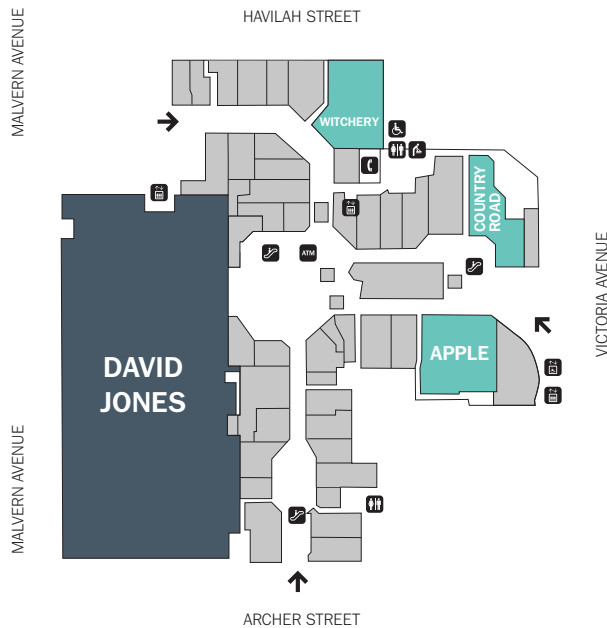 HAVILAH STREET
MALVERN AVENUE
WITCHERY
COUNTRY
ROAD
ATM
VICTORIA AVENUE
APPLE
DAVID
JONES
MALVERN AVENUE
ARCHER STREET